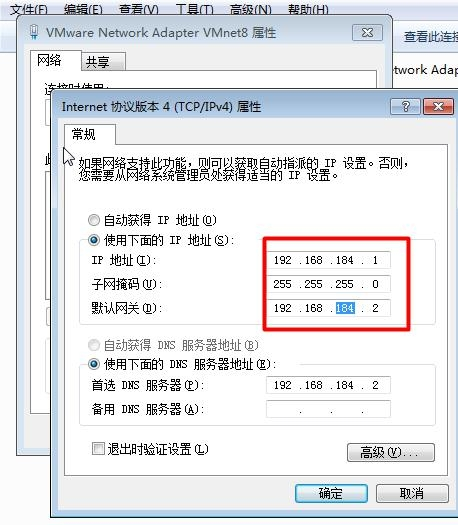 文件(F) 编辑(E) 查看(V) 工具(T) 高级(N) 帮助(H)
VMware Network Adapter VMnet8 属性
查看此连接
网络 共享
连接时使用:
twork Adap
此
Internet 协议版本 4 (TCP/IPv4) 属性
常规
如果网络支持此功能，则可以获取自动指派的 IP 设置。否则，
您需要从网络系统管理员处获得适当的 IP 设置。
自动获得 IP 地址(O)
使用下面的 IP 地址(S):
IP 地址(I): 192 .168 .184 . 1
子网掩码(U): 255 .255 .255 . 0
默认网关(D): 192 .168 .184 . 2
自动获得 DNS 服务器地址(B)
使用下面的 DNS 服务器地址(E):
首选 DNS 服务器(P): 192 .168 .184 . 2
备用 DNS 服务器(A): . . .
退出时验证设置(L)
高级(V)...
确定 取消